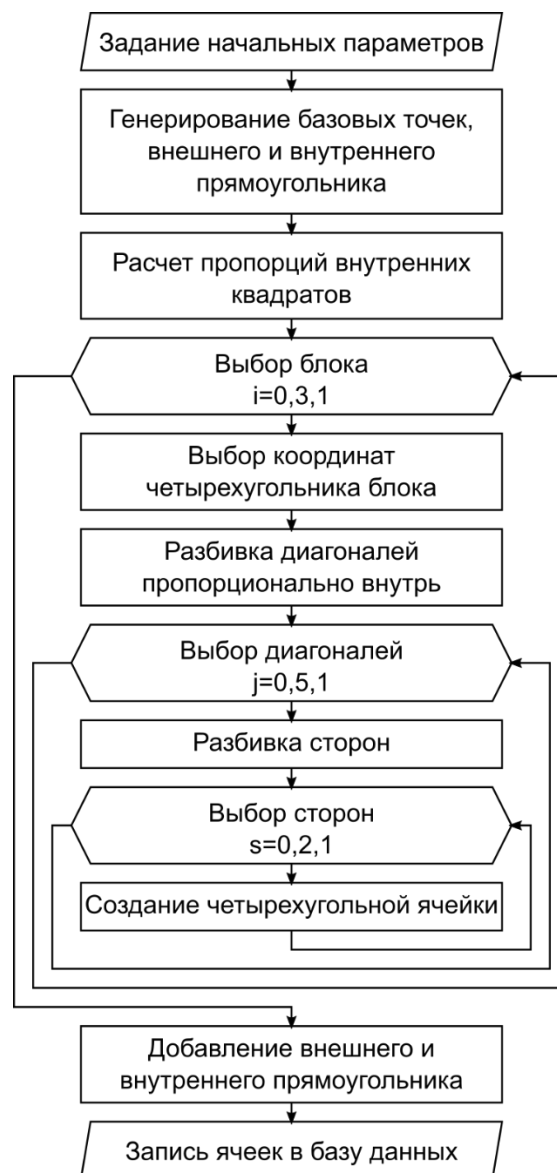 Задание начальных параметров
Генерирование базовых точек,
внешнего и внутреннего
прямоугольника
Расчет пропорций внутренних
квадратов
Выбор блока
i=0,3,1
Выбор координат
четырехугольника блока
Разбивка диагоналей
пропорционально внутрь
Выбор диагоналей
j=0,5,1
Разбивка сторон
Выбор сторон
s=0,2,1
Создание четырехугольной ячейки
Добавление внешнего и
внутреннего прямоугольника
Запись ячеек в базу данных